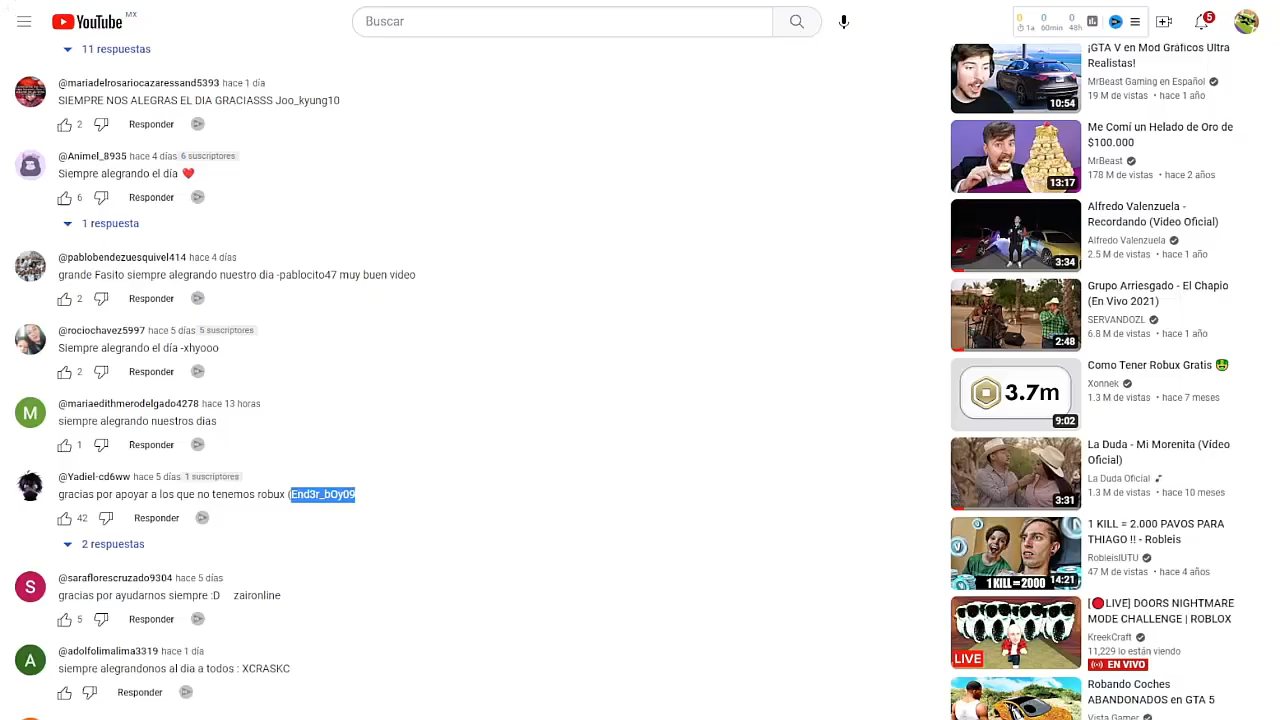 YouTube MX
Buscar
0 0 0
1a 60min 48h
5
11 respuestas
@mariadelrosariocazaressand5393 hace 1 día
SIEMPRE NOS ALEGRAS EL DIA GRACIASSS Joo_kyung10
2 Responder
@Animel_8935 hace 4 días 6 suscriptores
Siempre alegrando el día ❤️
6 Responder
1 respuesta
@pablobendezuesquivel414 hace 4 días
grande Fasito siempre alegrando nuestro dia -pablocito47 muy buen video
2 Responder
@rociochavez5997 hace 5 días 5 suscriptores
Siempre alegrando el día -xhyooo
2 Responder
M
@mariaedithmerodelgado4278 hace 13 horas
siempre alegrando nuestros dias
1 Responder
@Yadiel-cd6ww hace 5 días 1 suscriptores
gracias por apoyar a los que no tenemos robux (End3r_bOy09
42 Responder
2 respuestas
S
@saraflorescruzado9304 hace 5 días
gracias por ayudarnos siempre :D zaironline
5 Responder
A
@adolfolimalima3319 hace 1 día
siempre alegrandonos al dia a todos : XCRASKC
Responder
¡GTA V en Mod Gráficos Ultra
Realistas!
MrBeast Gaming en Español
19 M de vistas • hace 1 año
10:54
Me Comí un Helado de Oro de
$100.000
MrBeast
178 M de vistas • hace 2 años
13:17
Alfredo Valenzuela -
Recordando (Video Oficial)
Alfredo Valenzuela
2.5 M de vistas • hace 1 año
3:34
Grupo Arriesgado - El Chapio
(En Vivo 2021)
SERVANDOZL
6.8 M de vistas • hace 1 año
2:48
Como Tener Robux Gratis 🤑
Xonnek
1.3 M de vistas • hace 7 meses
3.7m
9:02
La Duda - Mi Morenita (Vídeo
Oficial)
La Duda Oficial
1.3 M de vistas • hace 10 meses
3:31
1 KILL = 2.000 PAVOS PARA
THIAGO !! - Robleis
RobleisIUTU
47 M de vistas • hace 4 años
1 KILL=2000
14:21
[🔴LIVE] DOORS NIGHTMARE
MODE CHALLENGE | ROBLOX
KreekCraft
11,229 lo están viendo
EN VIVO
LIVE
Robando Coches
ABANDONADOS en GTA 5
Vista Gamer